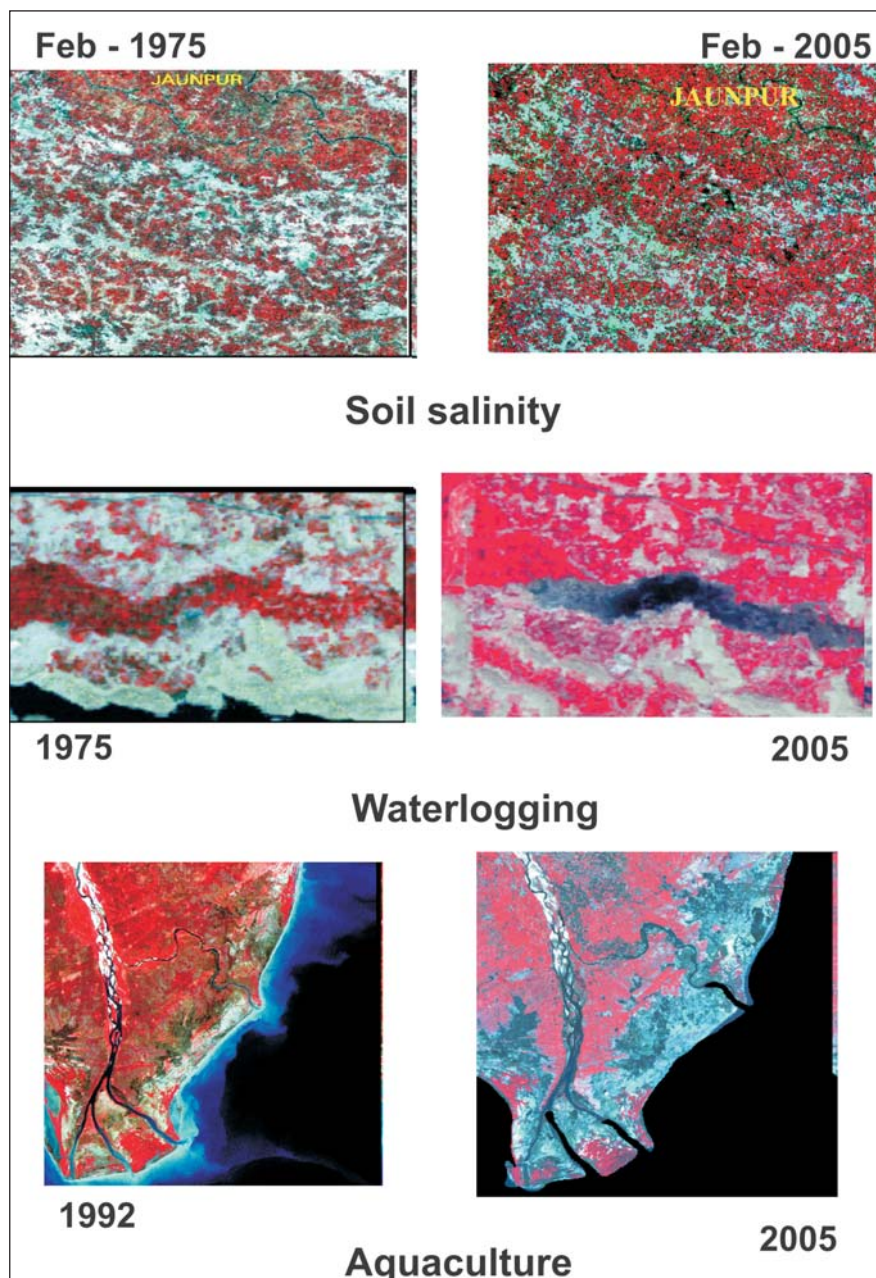 Feb - 1975
Feb - 2005
JAUNPUR
JAUNPUR
Soil salinity
1975
2005
Waterlogging
1992
2005
Aquaculture